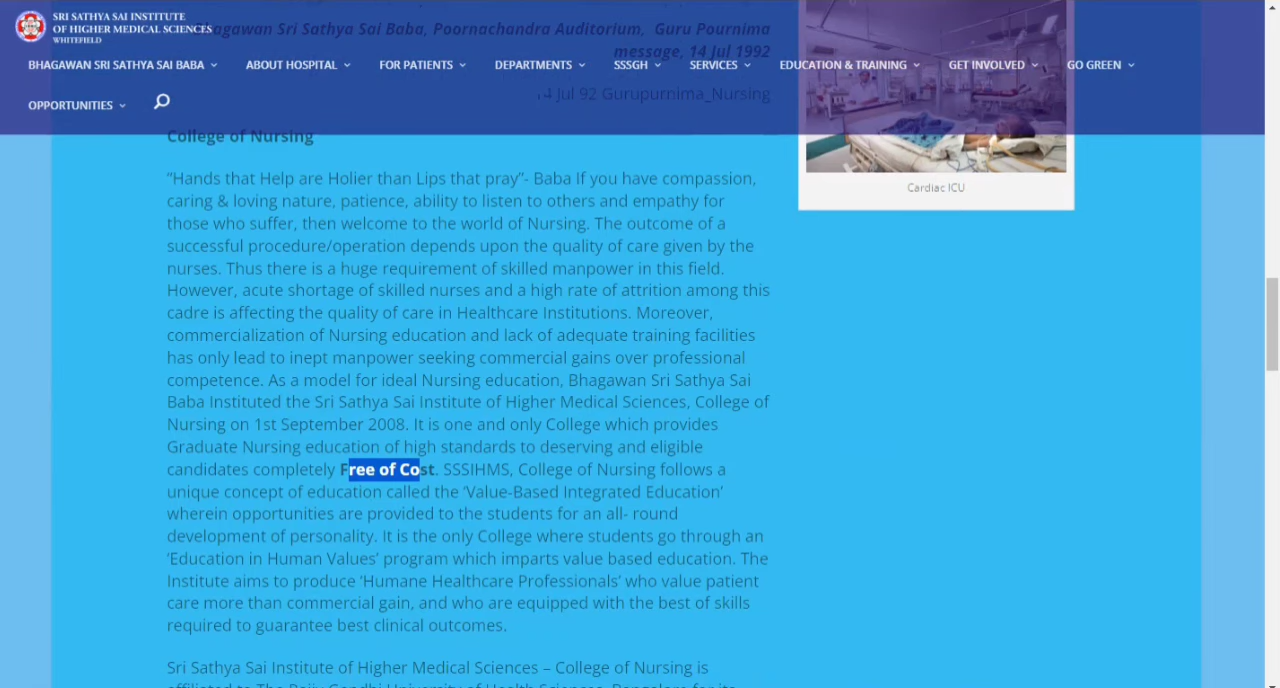 SRI SATHYA SAI INSTITUTE
OF HIGHER MEDICAL SCIENCES
WHITEFIELD
Bhagawan Sri Sathya Sai Baba, Poornachandra Auditorium, Guru Pournima
message, 14 Jul 1992
BHAGAWAN SRI SATHYA SAI BABA
ABOUT HOSPITAL
FOR PATIENTS
DEPARTMENTS
SSSGH
SERVICES
EDUCATION & TRAINING
GET INVOLVED
GO GREEN
OPPORTUNITIES
14 Jul 92 Gurupurnima_Nursing
College of Nursing
“Hands that Help are Holier than Lips that pray”- Baba If you have compassion,
caring & loving nature, patience, ability to listen to others and empathy for
those who suffer, then welcome to the world of Nursing. The outcome of a
successful procedure/operation depends upon the quality of care given by the
nurses. Thus there is a huge requirement of skilled manpower in this field.
However, acute shortage of skilled nurses and a high rate of attrition among this
cadre is affecting the quality of care in Healthcare Institutions. Moreover,
commercialization of Nursing education and lack of adequate training facilities
has only lead to inept manpower seeking commercial gains over professional
competence. As a model for ideal Nursing education, Bhagawan Sri Sathya Sai
Baba Instituted the Sri Sathya Sai Institute of Higher Medical Sciences, College of
Nursing on 1st September 2008. It is one and only College which provides
Graduate Nursing education of high standards to deserving and eligible
candidates completely Free of Cost. SSSIHMS, College of Nursing follows a
unique concept of education called the ‘Value-Based Integrated Education’
wherein opportunities are provided to the students for an all- round
development of personality. It is the only College where students go through an
‘Education in Human Values’ program which imparts value based education. The
Institute aims to produce ‘Humane Healthcare Professionals’ who value patient
care more than commercial gain, and who are equipped with the best of skills
required to guarantee best clinical outcomes.
Sri Sathya Sai Institute of Higher Medical Sciences – College of Nursing is
affiliated to The Rajiv Gandhi University of Health Sciences, Bangalore for its
Cardiac ICU